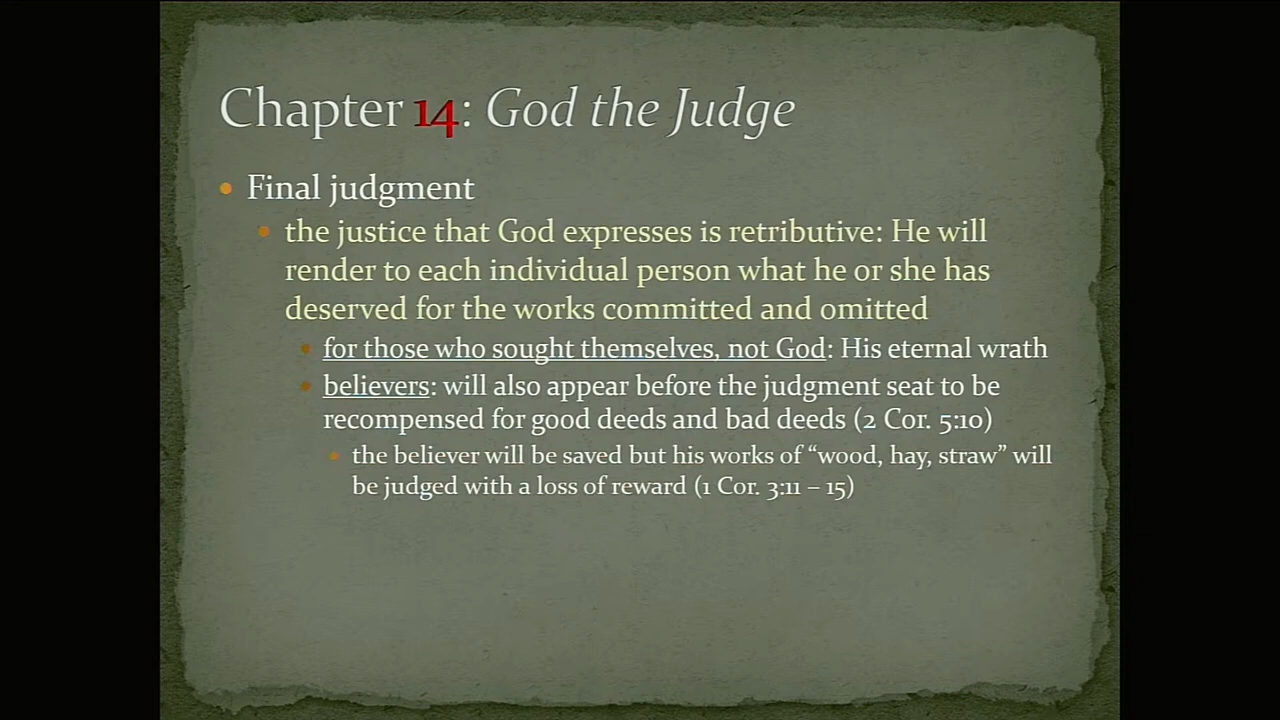 Chapter 14: God the Judge
Final judgment
the justice that God expresses is retributive: He will
render to each individual person what he or she has
deserved for the works committed and omitted
for those who sought themselves, not God: His eternal wrath
believers: will also appear before the judgment seat to be
recompensed for good deeds and bad deeds (2 Cor. 5:10)
the believer will be saved but his works of “wood, hay, straw” will
be judged with a loss of reward (1 Cor. 3:11 – 15)